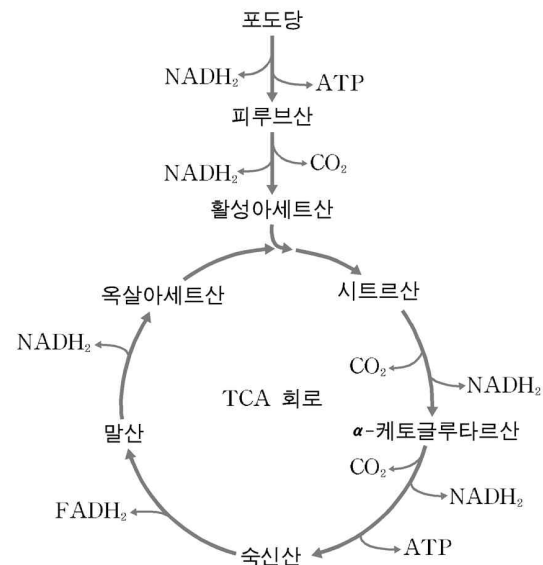 포도당
NADH₂
ATP
피루브산
NADH₂
CO₂
활성아세트산
옥살아세트산
시트르산
NADH₂
CO₂
NADH₂
TCA 회로
말산
α-케토글루타르산
CO₂
NADH₂
FADH₂
ATP
숙신산